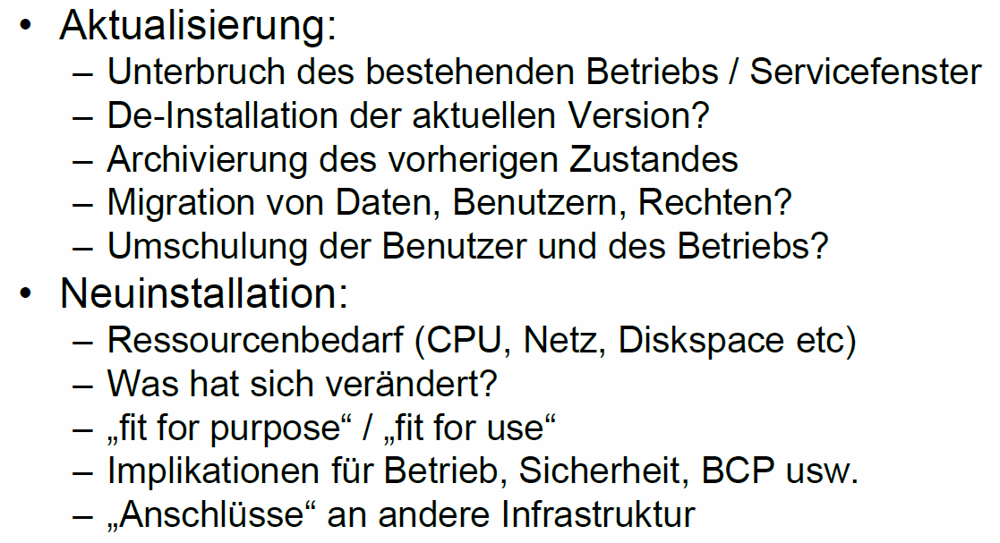 • Aktualisierung:
– Unterbruch des bestehenden Betriebs / Servicefenster
– De-Installation der aktuellen Version?
– Archivierung des vorherigen Zustandes
– Migration von Daten, Benutzern, Rechten?
– Umschulung der Benutzer und des Betriebs?
• Neuinstallation:
– Ressourcenbedarf (CPU, Netz, Diskspace etc)
– Was hat sich verändert?
– „fit for purpose“ / „fit for use“
– Implikationen für Betrieb, Sicherheit, BCP usw.
– „Anschlüsse“ an andere Infrastruktur